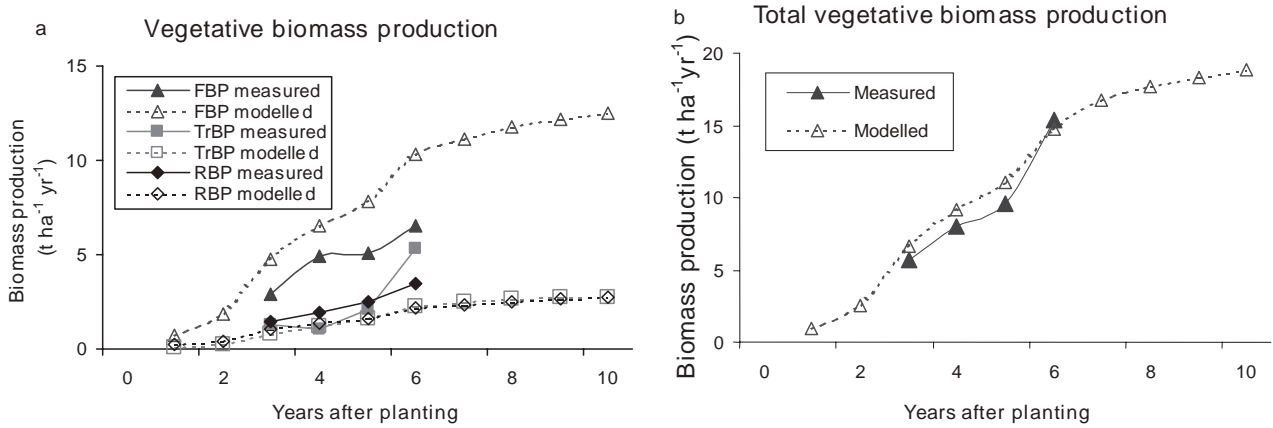 a
Vegetative biomass production
15
10
5
0
Biomass production
(t ha-1 yr-1)
FBP measured
FBP modelled
TrBP measured
TrBP modelled
RBP measured
RBP modelled
0 2 4 6 8 10
Years after planting
b
Total vegetative biomass production
20
15
10
5
0
Biomass production (t ha-1yr-1)
Measured
Modelled
0 2 4 6 8 10
Years after planting